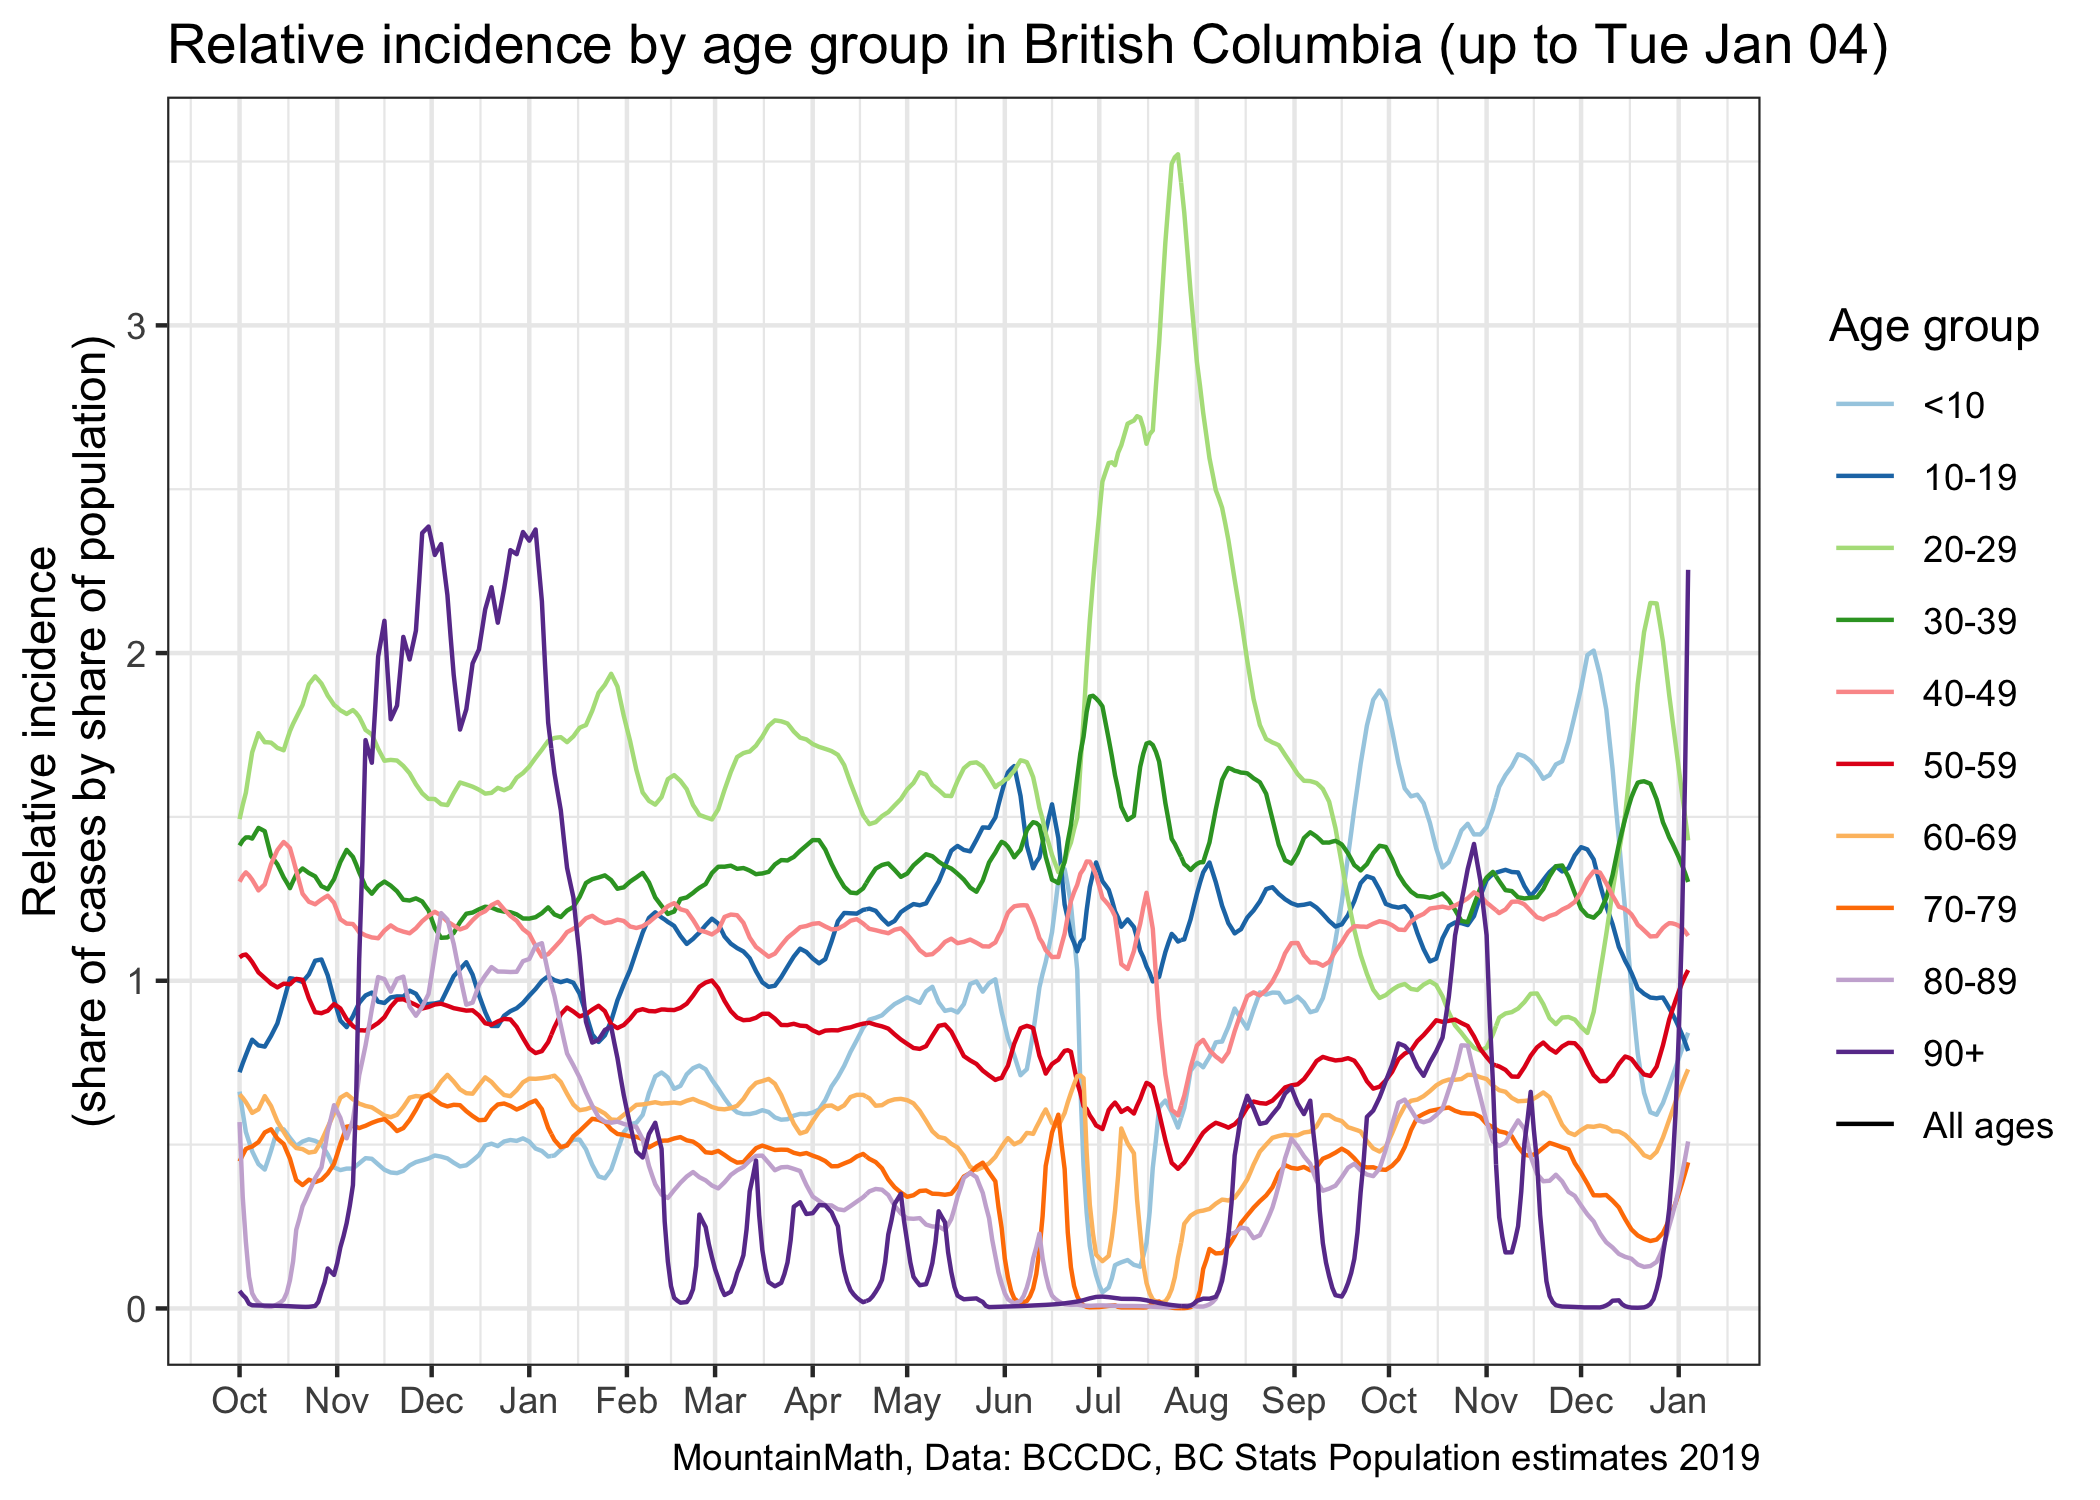 Relative incidence by age group in British Columbia (up to Tue Jan 04)
Relative incidence
(share of cases by share of population)
3
2
1
0
Oct Nov Dec Jan Feb Mar Apr May Jun Jul Aug Sep Oct Nov Dec Jan
Age group
<10
10-19
20-29
30-39
40-49
50-59
60-69
70-79
80-89
90+
All ages
MountainMath, Data: BCCDC, BC Stats Population estimates 2019